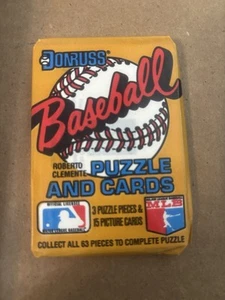 DONRUSS
Baseball
ROBERTO
CLEMENTE
PUZZLE
AND CARDS
3 PUZZLE PIECES &
15 PICTURE CARDS
COLLECT ALL 63 PIECES TO COMPLETE PUZZLE